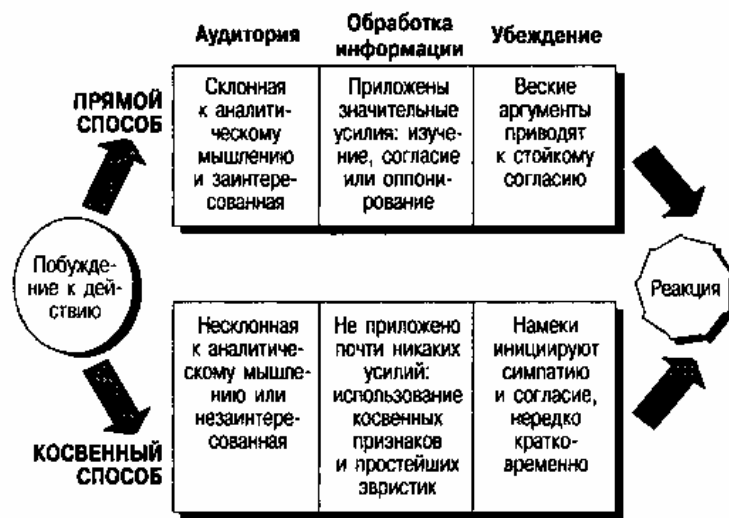 Аудитория
Обработка
информации
Убеждение
ПРЯМОЙ
СПОСОБ
Склонная
к аналити-
ческому
мышлению
и заинтере-
сованная
Приложены
значительные
усилия: изуче-
ние, согласие
или оппони-
рование
Веские
аргументы
приводят
к стойкому
согласию
Побужде-
ние к дей-
ствию
Реакция
Несклонная
к аналитиче-
скому мышле-
нию или
незаинтере-
сованная
Не приложено
почти никаких
усилий:
использование
косвенных
признаков
и простейших
эвристик
Намеки
инициируют
симпатию
и согласие,
нередко
кратко-
временно
КОСВЕННЫЙ
СПОСОБ